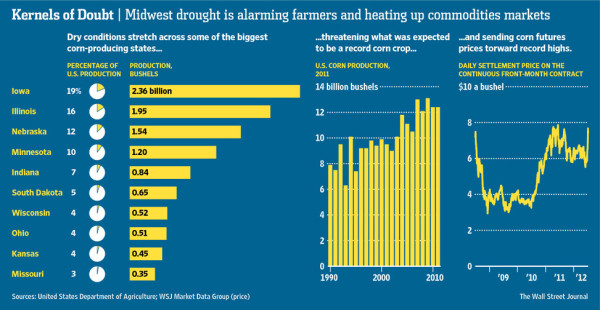 Kernels of Doubt | Midwest drought is alarming farmers and heating up commodities markets
Dry conditions stretch across some of the biggest
corn-producing states...
PERCENTAGE OF
U.S. PRODUCTION
PRODUCTION,
BUSHELS
Iowa 19% 2.36 billion
Illinois 16 1.95
Nebraska 12 1.54
Minnesota 10 1.20
Indiana 7 0.84
South Dakota 5 0.65
Wisconsin 4 0.52
Ohio 4 0.51
Kansas 4 0.45
Missouri 3 0.35
...threatening what was expected
to be a record corn crop...
U.S. CORN PRODUCTION,
2011
14 billion bushels
12
10
8
6
4
2
0
1990 2000 2010
...and sending corn futures
prices toward record highs.
DAILY SETTLEMENT PRICE ON THE
CONTINUOUS FRONT-MONTH CONTRACT
$10 a bushel
8
6
4
2
0
'09 '10 2011 '12
Sources: United States Department of Agriculture; WSJ Market Data Group (price)
The Wall Street Journal